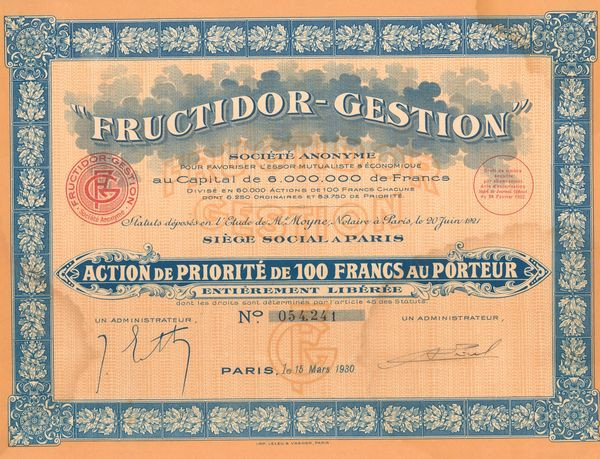 "FRUCTIDOR-GESTION"
SOCIÉTÉ ANONYME
POUR FAVORISER L'ESSOR MUTUALISTE & ÉCONOMIQUE
au Capital de 6.000.000 de Francs
DIVISÉ EN 60.000 ACTIONS DE 100 FRANCS CHACUNE
DONT 6 250 ORDINAIRES ET 53.750 DE PRIORITÉ.
FRUCTIDOR-GESTION
Société Anonyme
Statuts déposés en l'Etude de Me Moyne, Notaire à Paris, le 20 Juin 1921
SIÈGE SOCIAL A PARIS
ACTION DE PRIORITÉ DE 100 FRANCS AU PORTEUR
ENTIÈREMENT LIBÉRÉE
dont les droits sont déterminés par l'article 45 des Statuts.
UN ADMINISTRATEUR,
No 054.241
UN ADMINISTRATEUR,
PARIS, le 15 Mars 1930
PARIS